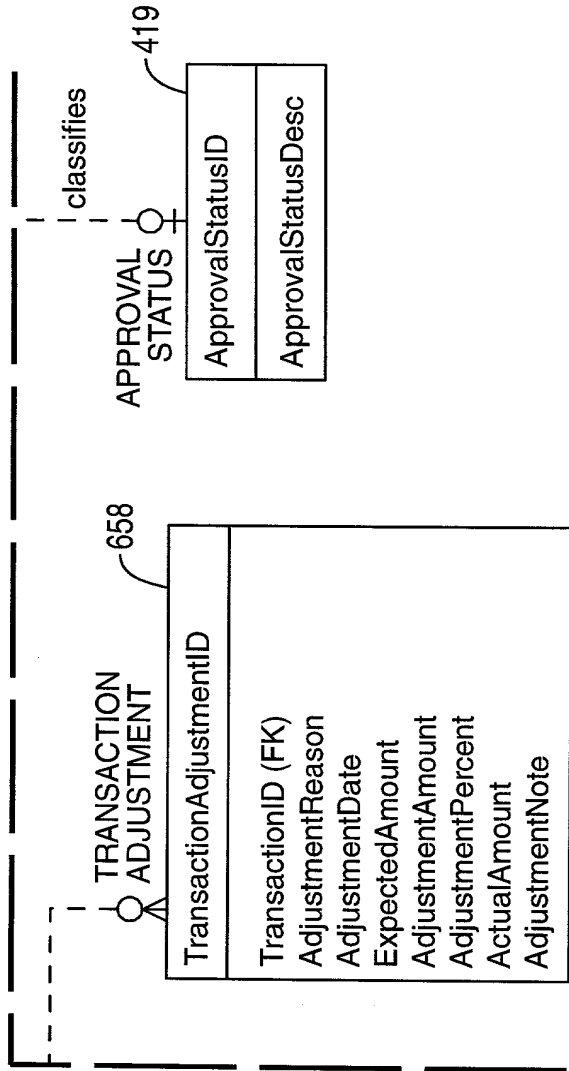 classifies
APPROVAL
STATUS
419
ApprovalStatusID
ApprovalStatusDesc
TRANSACTION
ADJUSTMENT
658
TransactionAdjustmentID
TransactionID (FK)
AdjustmentReason
AdjustmentDate
ExpectedAmount
AdjustmentAmount
AdjustmentPercent
ActualAmount
AdjustmentNote